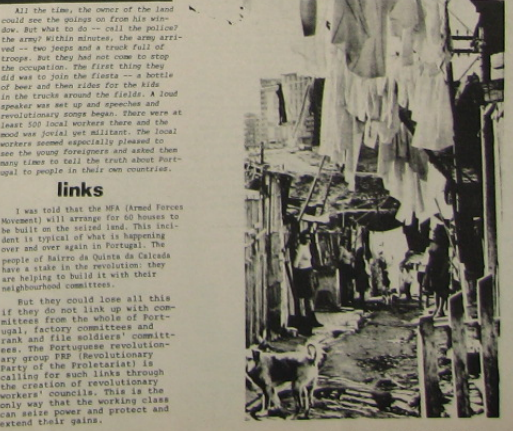 All the time, the owner of the land
could see the goings on from his win-
dow. But what to do -- call the police?
the army? Within minutes, the army arri-
ved -- two jeeps and a truck full of
troops. But they had not come to stop
the occupation. The first thing they
did was to join the fiesta -- a bottle
of beer and then rides for the kids
in the trucks around the fields. A loud
speaker was set up and speeches and
revolutionary songs began. There were at
least 500 local workers there and the
mood was jovial yet militant. The local
workers seemed especially pleased to
see the young foreigners and asked them
many times to tell the truth about Port-
ugal to people in their own countries.
links
I was told that the MFA (Armed Forces
Movement) will arrange for 60 houses to
be built on the seized land. This inci-
dent is typical of what is happening
over and over again in Portugal. The
people of Bairro da Quinta da Calcada
have a stake in the revolution: they
are helping to build it with their
neighbourhood committees.
But they could lose all this
if they do not link up with com-
mittees from the whole of Port-
ugal, factory committees and
rank and file soldiers' committ-
ees. The Portuguese revolution-
ary group PRP (Revolutionary
Party of the Proletariat) is
calling for such links through
the creation of revolutionary
workers' councils. This is the
only way that the working class
can seize power and protect and
extend their gains.